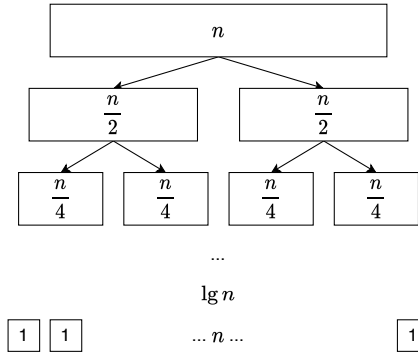 n
n/2 n/2
n/4 n/4 n/4 n/4
...
lg n
1 1 ... n ... 1